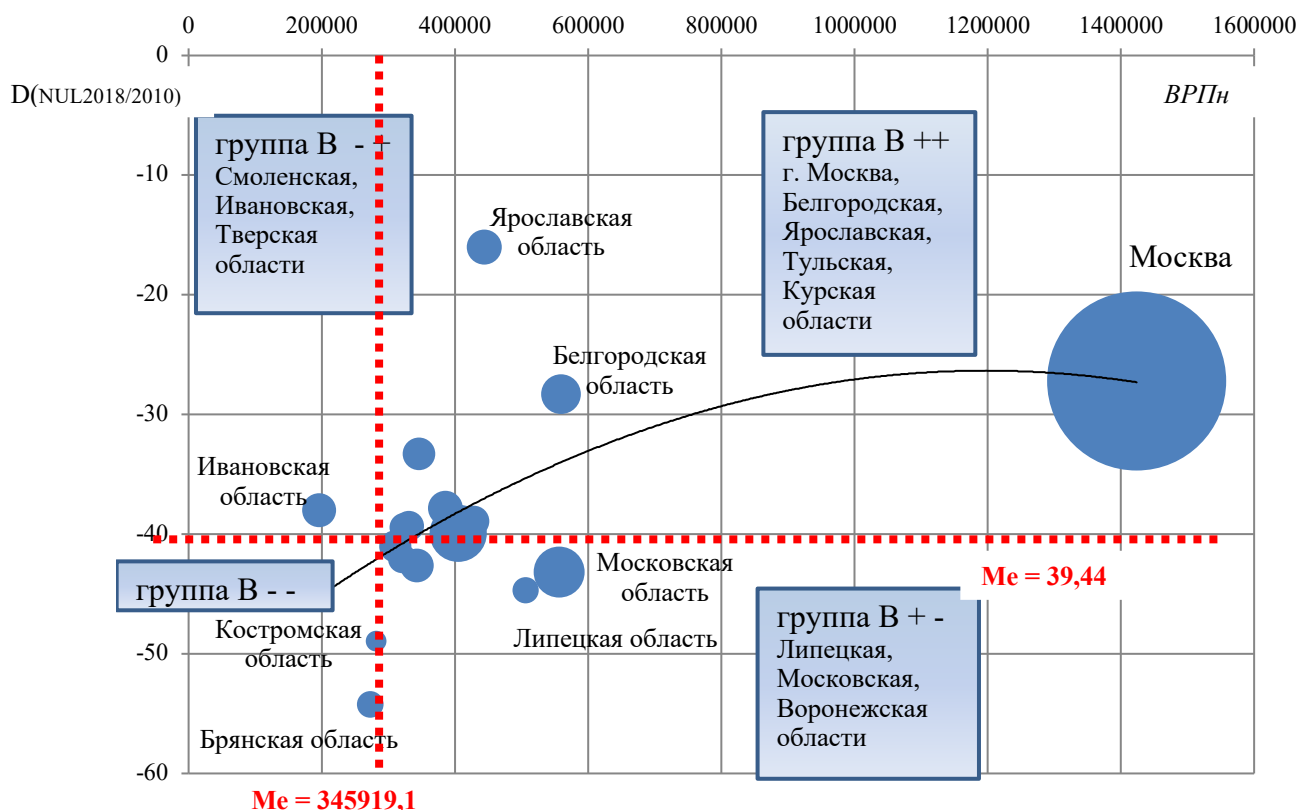 0 200000 400000 600000 800000 1000000 1200000 1400000 1600000
0
D(NUL2018/2010)
ВРПн
группа В - +
Смоленская,
Ивановская,
Тверская
области
группа В ++
г. Москва,
Белгородская,
Ярославская,
Тульская,
Курская
области
-10
Ярославская
область
Москва
-20
Белгородская
область
-30
Ивановская
область
-40
Московская
область
Me = 39,44
группа В - -
Костромская
область
Липецкая область
группа В + -
Липецкая,
Московская,
Воронежская
области
-50
Брянская область
-60
Me = 345919,1